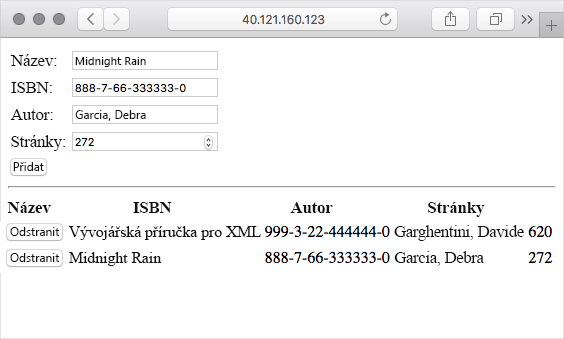 40.121.160.123
Název: Midnight Rain
ISBN: 888-7-66-333333-0
Autor: Garcia, Debra
Stránky: 272
Přidat
Název ISBN Autor Stránky
Odstranit Vývojářská příručka pro XML 999-3-22-444444-0 Garghentini, Davide 620
Odstranit Midnight Rain 888-7-66-333333-0 Garcia, Debra 272